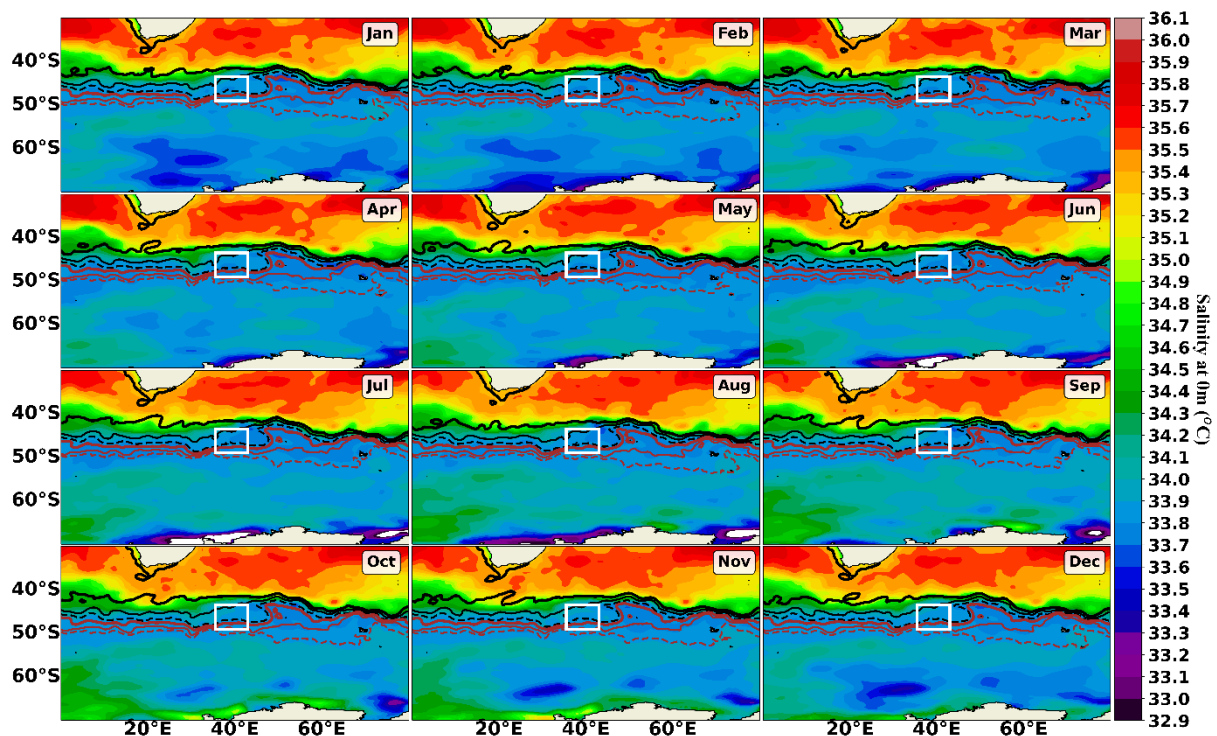 Jan
Feb
Mar
40°S
50°S
60°S
Apr
May
Jun
40°S
50°S
60°S
Jul
Aug
Sep
40°S
50°S
60°S
Oct
Nov
Dec
40°S
50°S
60°S
20°E 40°E 60°E
20°E 40°E 60°E
20°E 40°E 60°E
36.1
36.0
35.9
35.8
35.7
35.6
35.5
35.4
35.3
35.2
35.1
35.0
34.9
34.8
34.7
34.6
34.5
34.4
34.3
34.2
34.1
34.0
33.9
33.8
33.7
33.6
33.5
33.4
33.3
33.2
33.1
33.0
32.9
Salinity at 0m (°C)